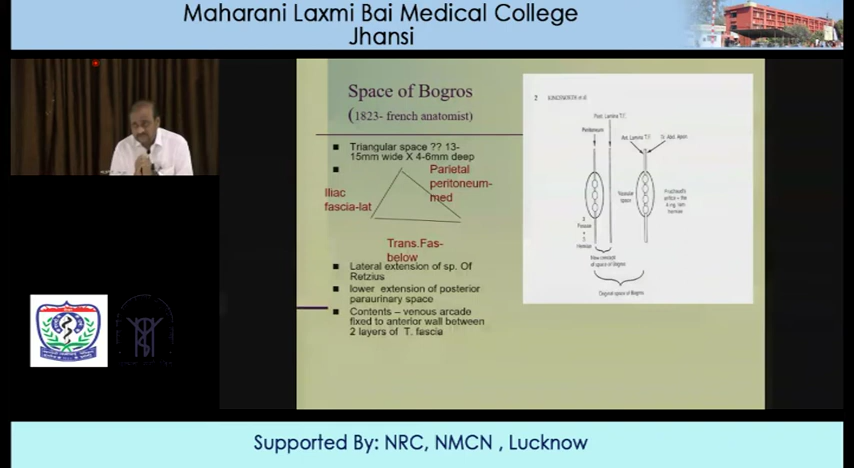 Maharani Laxmi Bai Medical College
Jhansi
Space of Bogros
(1823- french anatomist)
Triangular space ?? 13-
15mm wide X 4-6mm deep
Parietal
peritoneum-
med
Iliac
fascia-lat
Trans.Fas-
below
Lateral extension of sp. Of
Retzius
lower extension of posterior
paraurinary space
Contents – venous arcade
fixed to anterior wall between
2 layers of T. fascia
2
Post. Lamina T.F.
Peritoneum
Ant. Lamina T.F.
Vascular
space
New concept
of space of Bogros
Original space of Bogros
Supported By: NRC, NMCN , Lucknow